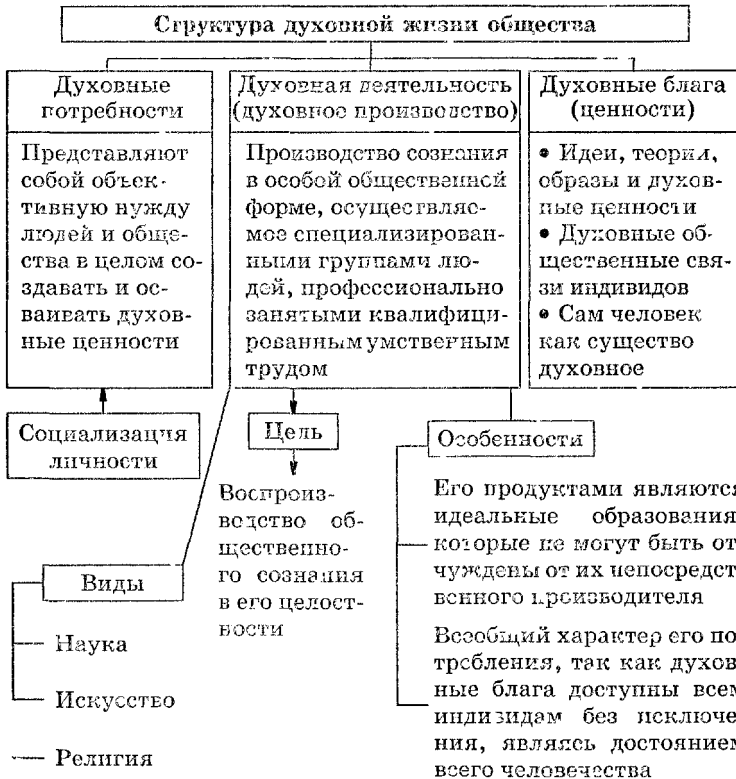 Структура духовной жизни общества
Духовные
потребности
Представляют
собой объек-
тивную нужду
людей и обще-
ства в целом со-
здавать и ос-
ваивать духов-
ные ценности
Социализация
личности
Духовная деятельность
(духовное производство)
Производство сознания
в особой общественной
форме, осуществляе-
мое специализирован-
ными группами лю-
дей, профессионально
занятыми квалифици-
рованным умственным
трудом
Духовные блага
(ценности)
• Идеи, теории,
образы и духов-
ные ценности
• Духовные об-
щественные свя-
зи индивидов
• Сам человек
как существо
духовное
Виды
Наука
Искусство
Религия
Цель
Воспроиз-
водство об-
щественно-
го сознания
в его целост-
ности
Особенности
Его продуктами являются
идеальные образования
которые не могут быть от
чуждены от их непосредст
венного производителя
Всеобщий характер его по
требления, так как духов
ные блага доступны всем
индивидам без исключе
ния, являясь достоянием
всего человечества